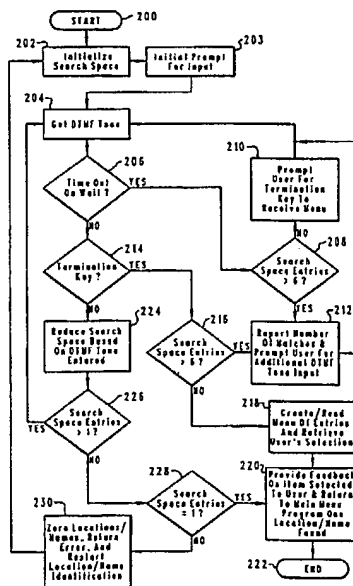 START
200
202
Initialize
Search Space
203
Initial Prompt
For Input
204
Get DTMF Tone
206
Time Out
On Wait ?
YES
NO
210
Prompt
User For
Termination
Key To
Receive Menu
NO
208
Search
Space Entries
> 6 ?
YES
214
Termination
Key ?
YES
NO
212
Report Number
Of Matches &
Prompt User For
Additional DTMF
Tone Input
216
Search
Space Entries
> 6 ?
YES
NO
224
Reduce Search
Space Based
On DTMF Tone
Entered
218
Create/Read
Menu Of Entries
And Retrieve
User's Selection
226
Search
Space Entries
> 1 ?
YES
NO
228
Search
Space Entries
= 1 ?
YES
NO
220
Provide Feedback
On Item Selected
To User & Return
To Main Menu
Program One
Location/Name
Found
230
Zero Locations/
Names, Return
Error, And
Restart
Location/Name
Identification
222
END